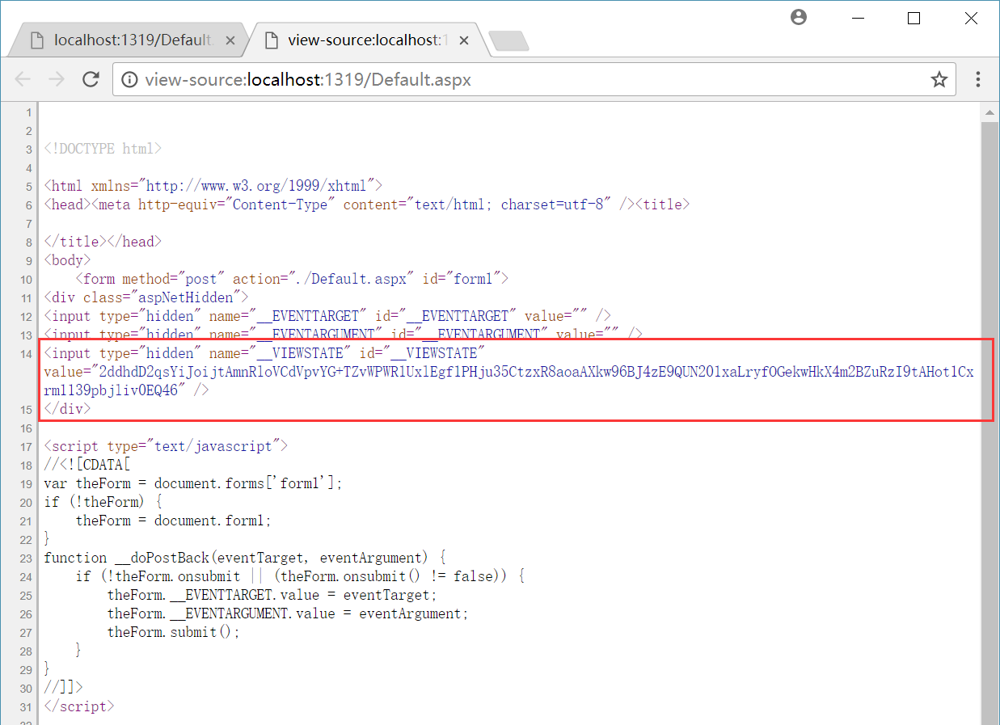 localhost:1319/Default
view-source:localhost:1
view-source:localhost:1319/Default.aspx
1
2
3 <!DOCTYPE html>
4
5 <html xmlns="http://www.w3.org/1999/xhtml">
6 <head><meta http-equiv="Content-Type" content="text/html; charset=utf-8" /><title>
7
8 </title></head>
9 <body>
10 <form method="post" action="./Default.aspx" id="form1">
11 <div class="aspNetHidden">
12 <input type="hidden" name="__EVENTTARGET" id="__EVENTTARGET" value="" />
13 <input type="hidden" name="__EVENTARGUMENT" id="__EVENTARGUMENT" value="" />
14 <input type="hidden" name="__VIEWSTATE" id="__VIEWSTATE"
value="2ddhdD2qsYiJoijtAmnRloVCdVpvYG+TZvWPWR1UxlEgf1PHju35CtzxR8aoaAXkw96BJ4zE9QUN201xaLryfOGekwHkX4m2BZuRzI9tAHot1Cx
rm1139pbjlivOEQ46" />
15 </div>
16
17 <script type="text/javascript">
18 //<![CDATA[
19 var theForm = document.forms['form1'];
20 if (!theForm) {
21 theForm = document.form1;
22 }
23 function __doPostBack(eventTarget, eventArgument) {
24 if (!theForm.onsubmit || (theForm.onsubmit() != false)) {
25 theForm.__EVENTTARGET.value = eventTarget;
26 theForm.__EVENTARGUMENT.value = eventArgument;
27 theForm.submit();
28 }
29 }
30 //]]>
31 </script>
32